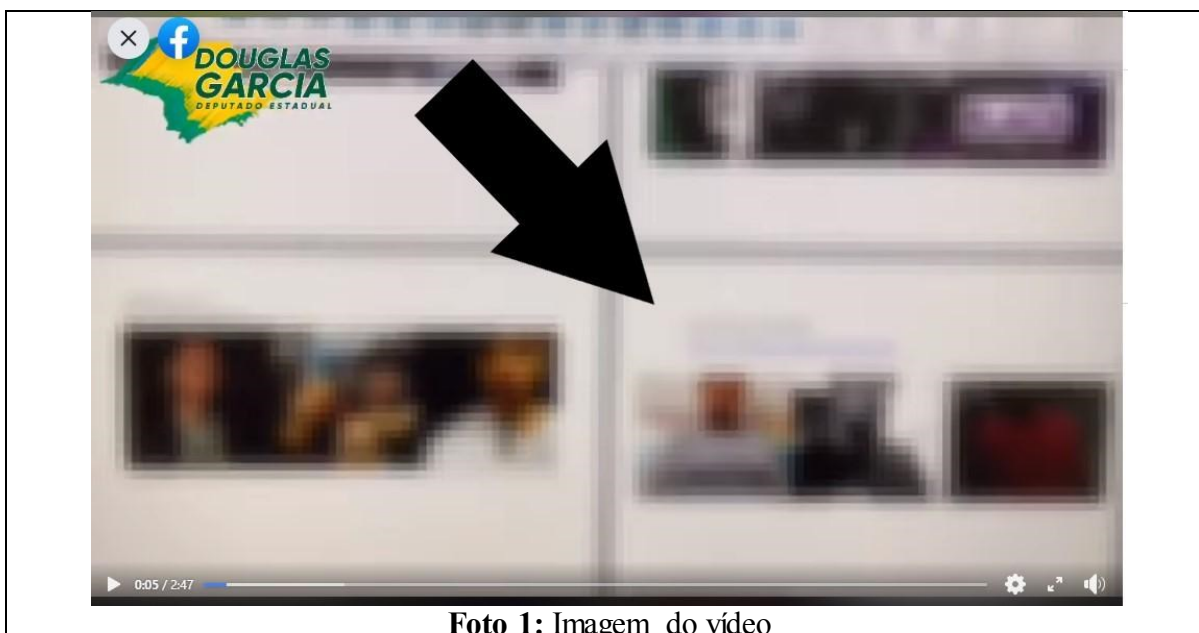 DOUGLAS
GARCIA
DEPUTADO ESTADUAL
0:05 / 2:47
Foto 1: Imagem do vídeo